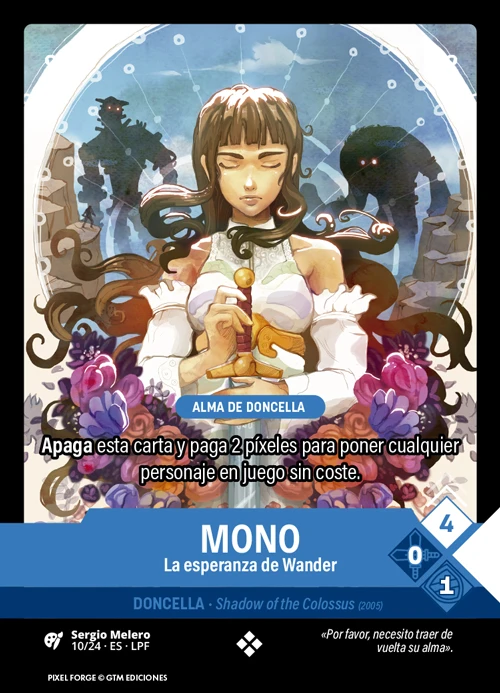 ALMA DE DONCELLA
Apaga esta carta y paga 2 píxeles para poner cualquier
personaje en juego sin coste.
MONO
La esperanza de Wander
4
0
1
DONCELLA · Shadow of the Colossus (2005)
Sergio Melero
10/24 · ES · LPF
«Por favor, necesito traer de
vuelta su alma».
PIXEL FORGE © GTM EDICIONES